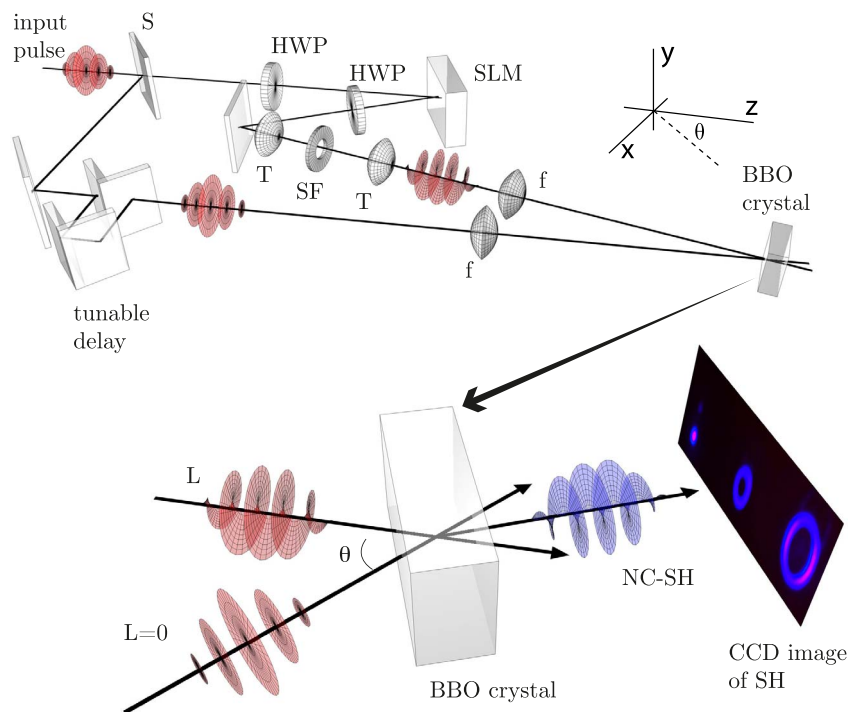 input
pulse
S
HWP
HWP
SLM
T
SF
T
f
f
y
z
x
θ
BBO
crystal
tunable
delay
L
θ
L=0
NC-SH
BBO crystal
CCD image
of SH